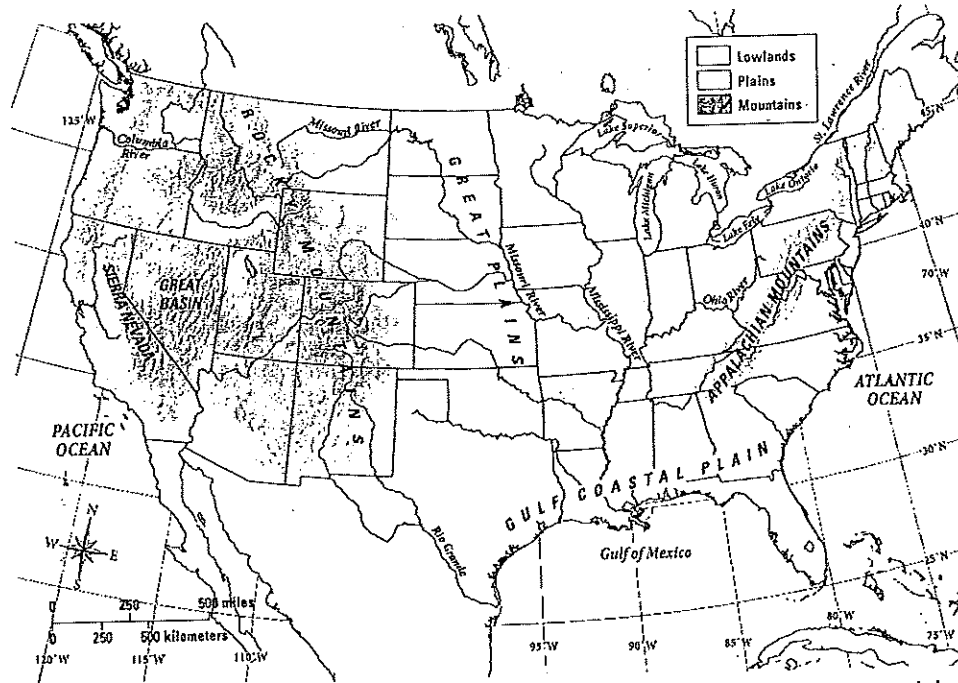 Lowlands
Plains
Mountains
St. Lawrence River
45°N
Columbia
River
ROCKY MOUNTAINS
Missouri River
Lake Superior
Lake Michigan
Lake Huron
Lake Ontario
Lake Erie
40°N
GREAT PLAINS
SIERRA NEVADA
GREAT
BASIN
Missouri River
Mississippi River
Ohio River
APPALACHIAN MOUNTAINS
70°W
35°N
ATLANTIC
OCEAN
PACIFIC
OCEAN
30°N
GULF COASTAL PLAIN
Rio Grande
Gulf of Mexico
25°N
N
W
E
S
0 250 500 miles
0 250 500 kilometers
120°W
115°W
110°W
95°W
90°W
85°W
80°W
75°W